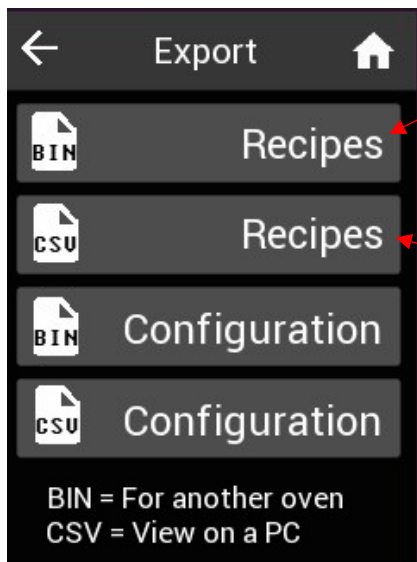 Export
BIN Recipes
CSV Recipes
BIN Configuration
CSV Configuration
BIN = For another oven
CSV = View on a PC